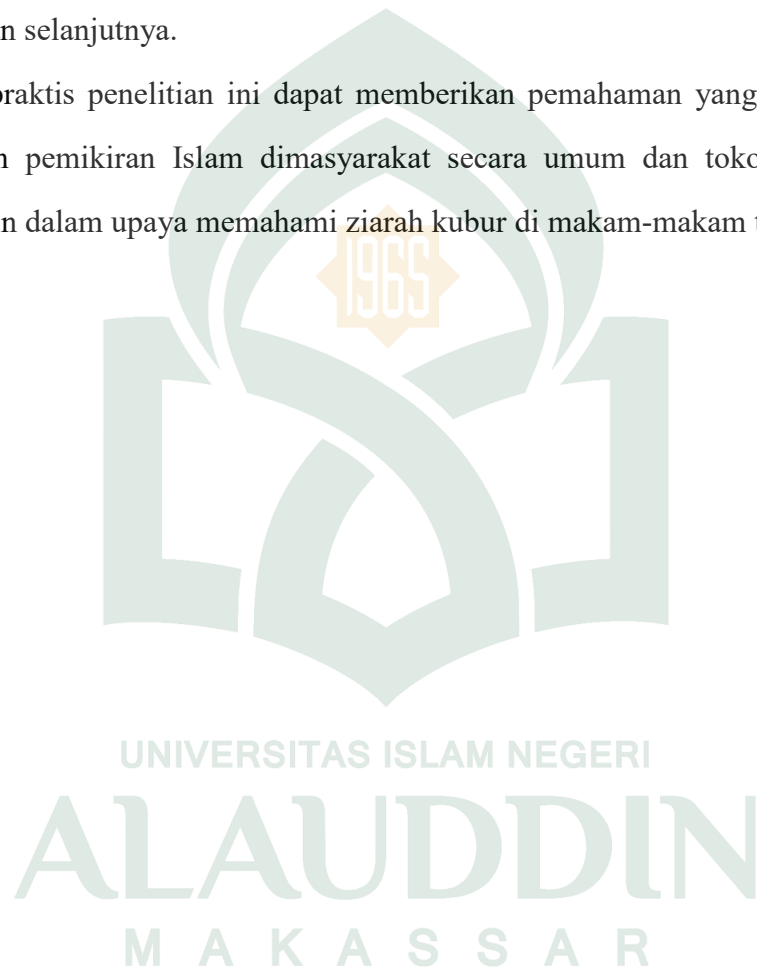 n selanjutnya.
praktis penelitian ini dapat memberikan pemahaman yang
n pemikiran Islam dimasyarakat secara umum dan toko
n dalam upaya memahami ziarah kubur di makam-makam t
1965
UNIVERSITAS ISLAM NEGERI
ALAUDDIN
MAKASSAR